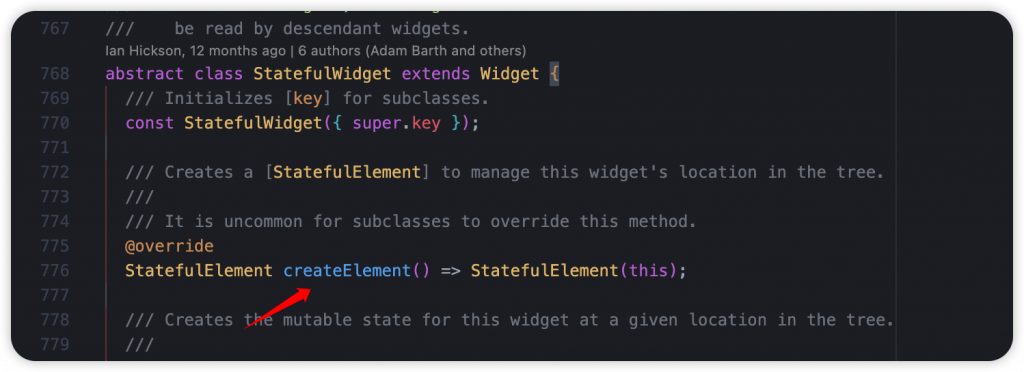 767 /// be read by descendant widgets.
Ian Hickson, 12 months ago | 6 authors (Adam Barth and others)
768 abstract class StatefulWidget extends Widget {
769 /// Initializes [key] for subclasses.
770 const StatefulWidget({ super.key });
771
772 /// Creates a [StatefulElement] to manage this widget's location in the tree.
773 ///
774 /// It is uncommon for subclasses to override this method.
775 @override
776 StatefulElement createElement() => StatefulElement(this);
777
778 /// Creates the mutable state for this widget at a given location in the tree.
779 ///